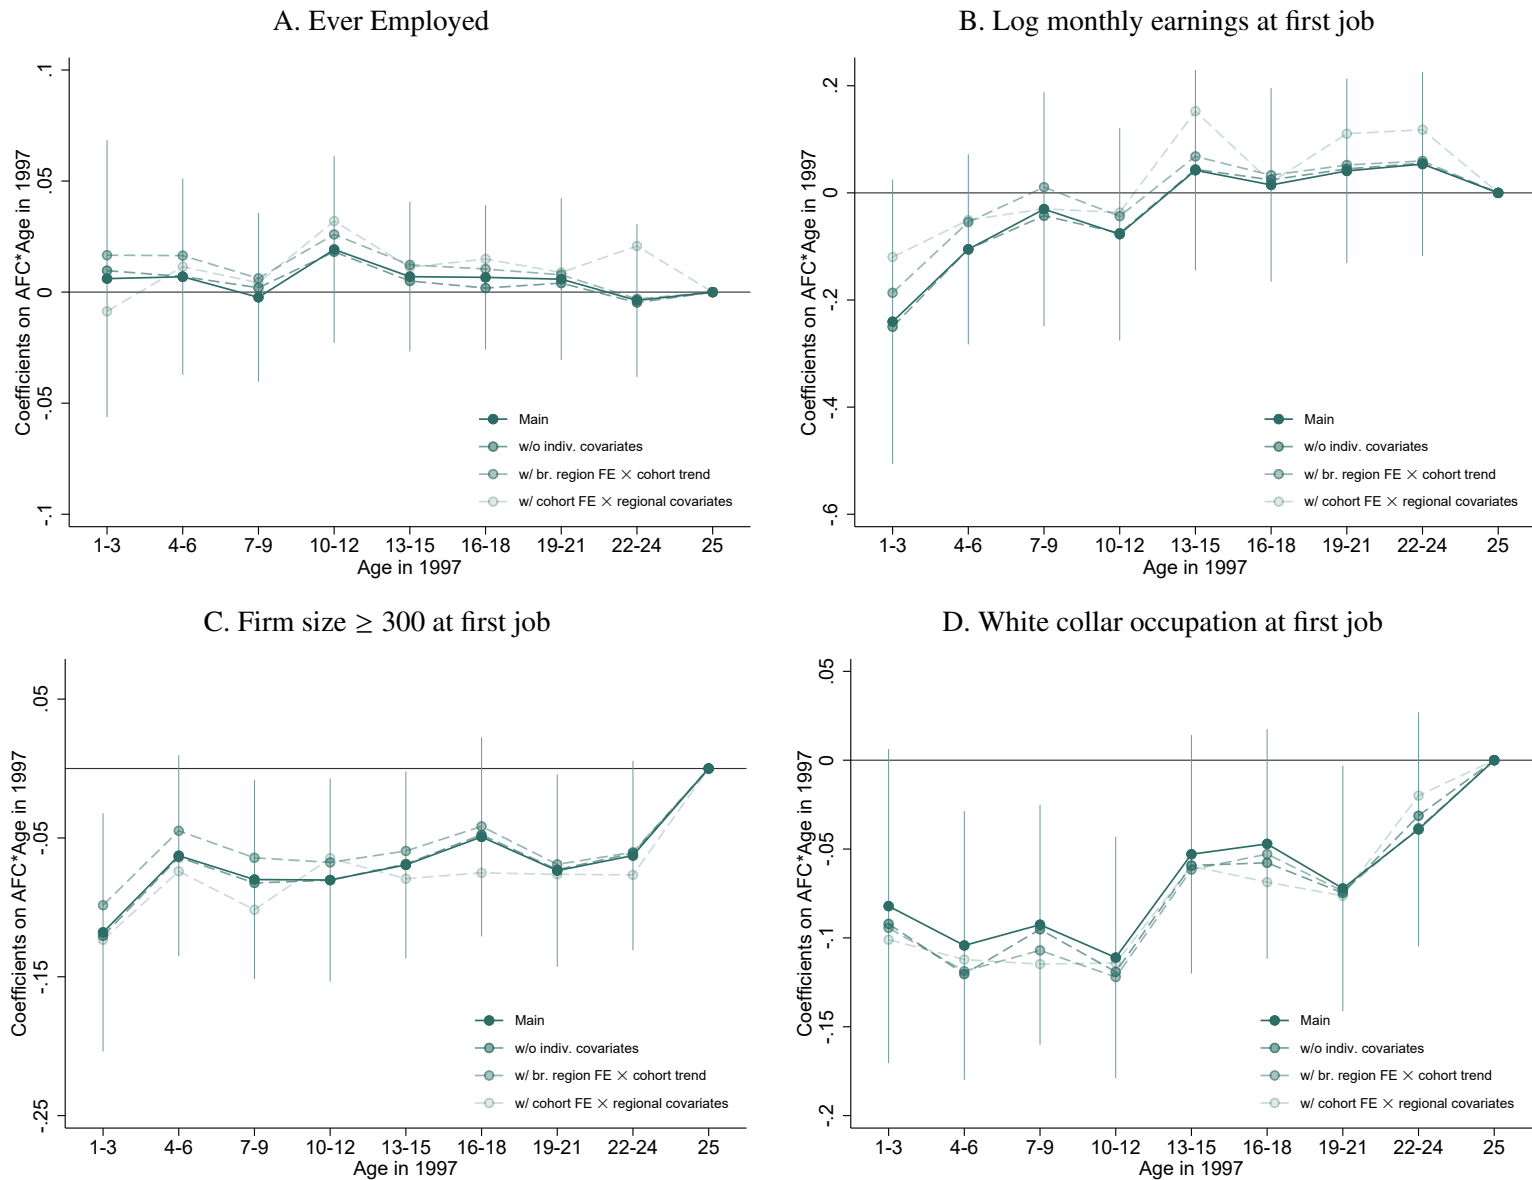 A. Ever Employed
Coefficients on AFC*Age in 1997
.1
.05
0
-.05
-.1
Main
w/o indiv. covariates
w/ br. region FE × cohort trend
w/ cohort FE × regional covariates
1-3 4-6 7-9 10-12 13-15 16-18 19-21 22-24 25
Age in 1997
B. Log monthly earnings at first job
Coefficients on AFC*Age in 1997
.2
0
-.2
-.4
-.6
Main
w/o indiv. covariates
w/ br. region FE × cohort trend
w/ cohort FE × regional covariates
1-3 4-6 7-9 10-12 13-15 16-18 19-21 22-24 25
Age in 1997
C. Firm size ≥ 300 at first job
Coefficients on AFC*Age in 1997
.05
-.05
-.15
-.25
Main
w/o indiv. covariates
w/ br. region FE × cohort trend
w/ cohort FE × regional covariates
1-3 4-6 7-9 10-12 13-15 16-18 19-21 22-24 25
Age in 1997
D. White collar occupation at first job
Coefficients on AFC*Age in 1997
.05
0
-.05
-.1
-.15
-.2
Main
w/o indiv. covariates
w/ br. region FE × cohort trend
w/ cohort FE × regional covariates
1-3 4-6 7-9 10-12 13-15 16-18 19-21 22-24 25
Age in 1997